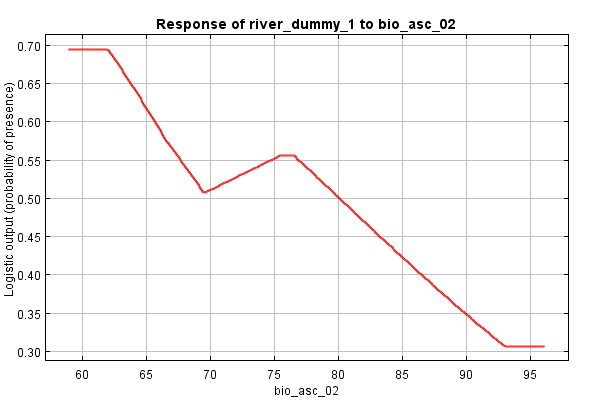 Response of river_dummy_1 to bio_asc_02
Logistic output (probability of presence)
0.70
0.65
0.60
0.55
0.50
0.45
0.40
0.35
0.30
60 65 70 75 80 85 90 95
bio_asc_02